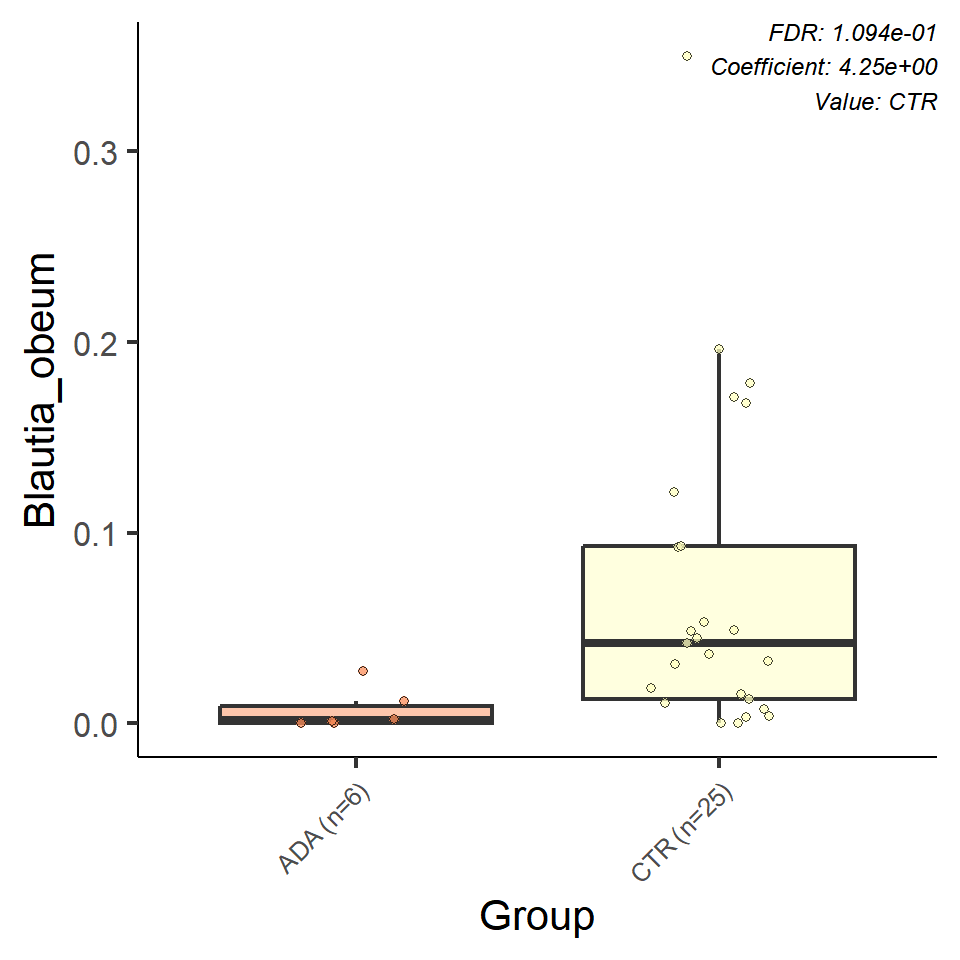 FDR: 1.094e-01
Coefficient: 4.25e+00
Value: CTR
Blautia_obeum
0.3
0.2
0.1
0.0
ADA (n=6)
CTR (n=25)
Group